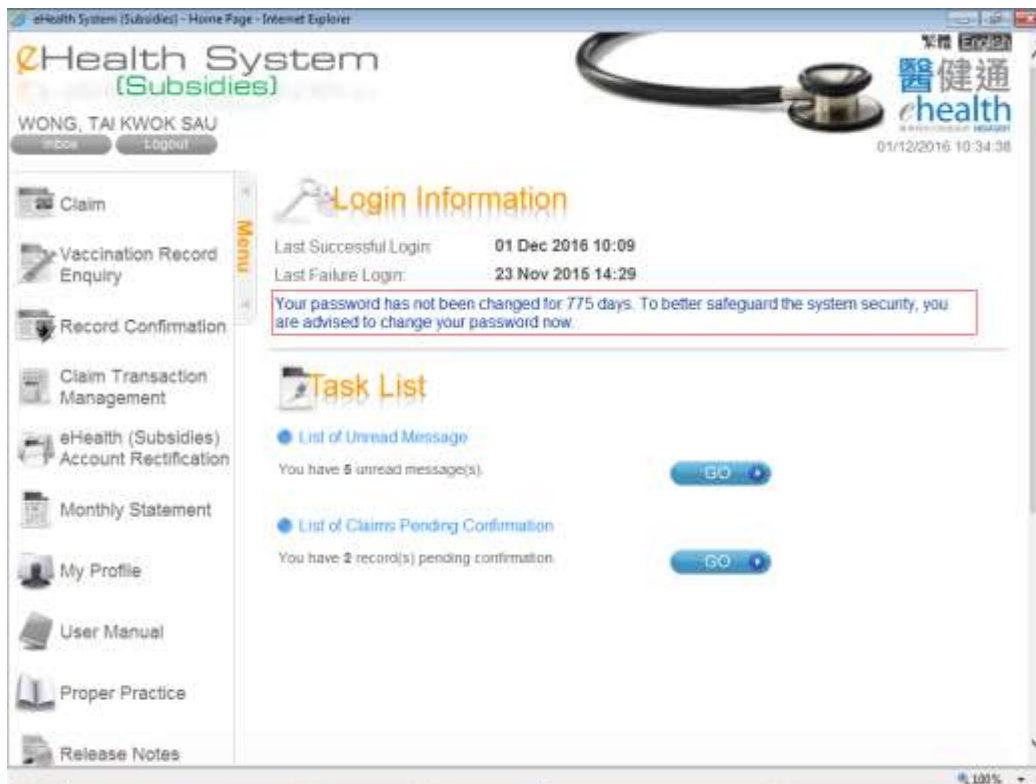 eHealth System (Subsidies) - Home Page - Internet Explorer
eHealth System
(Subsidies)
繁體 English
醫健通
ehealth
WONG, TAI KWOK SAU
Inbox Logout
01/12/2016 10:34:38
Menu
Claim
Vaccination Record
Enquiry
Record Confirmation
Claim Transaction
Management
eHealth (Subsidies)
Account Rectification
Monthly Statement
My Profile
User Manual
Proper Practice
Release Notes
Login Information
Last Successful Login: 01 Dec 2016 10:09
Last Failure Login: 23 Nov 2015 14:29
Your password has not been changed for 775 days. To better safeguard the system security, you
are advised to change your password now.
Task List
List of Unread Message
You have 5 unread message(s).
GO
List of Claims Pending Confirmation
You have 2 record(s) pending confirmation
GO
100%